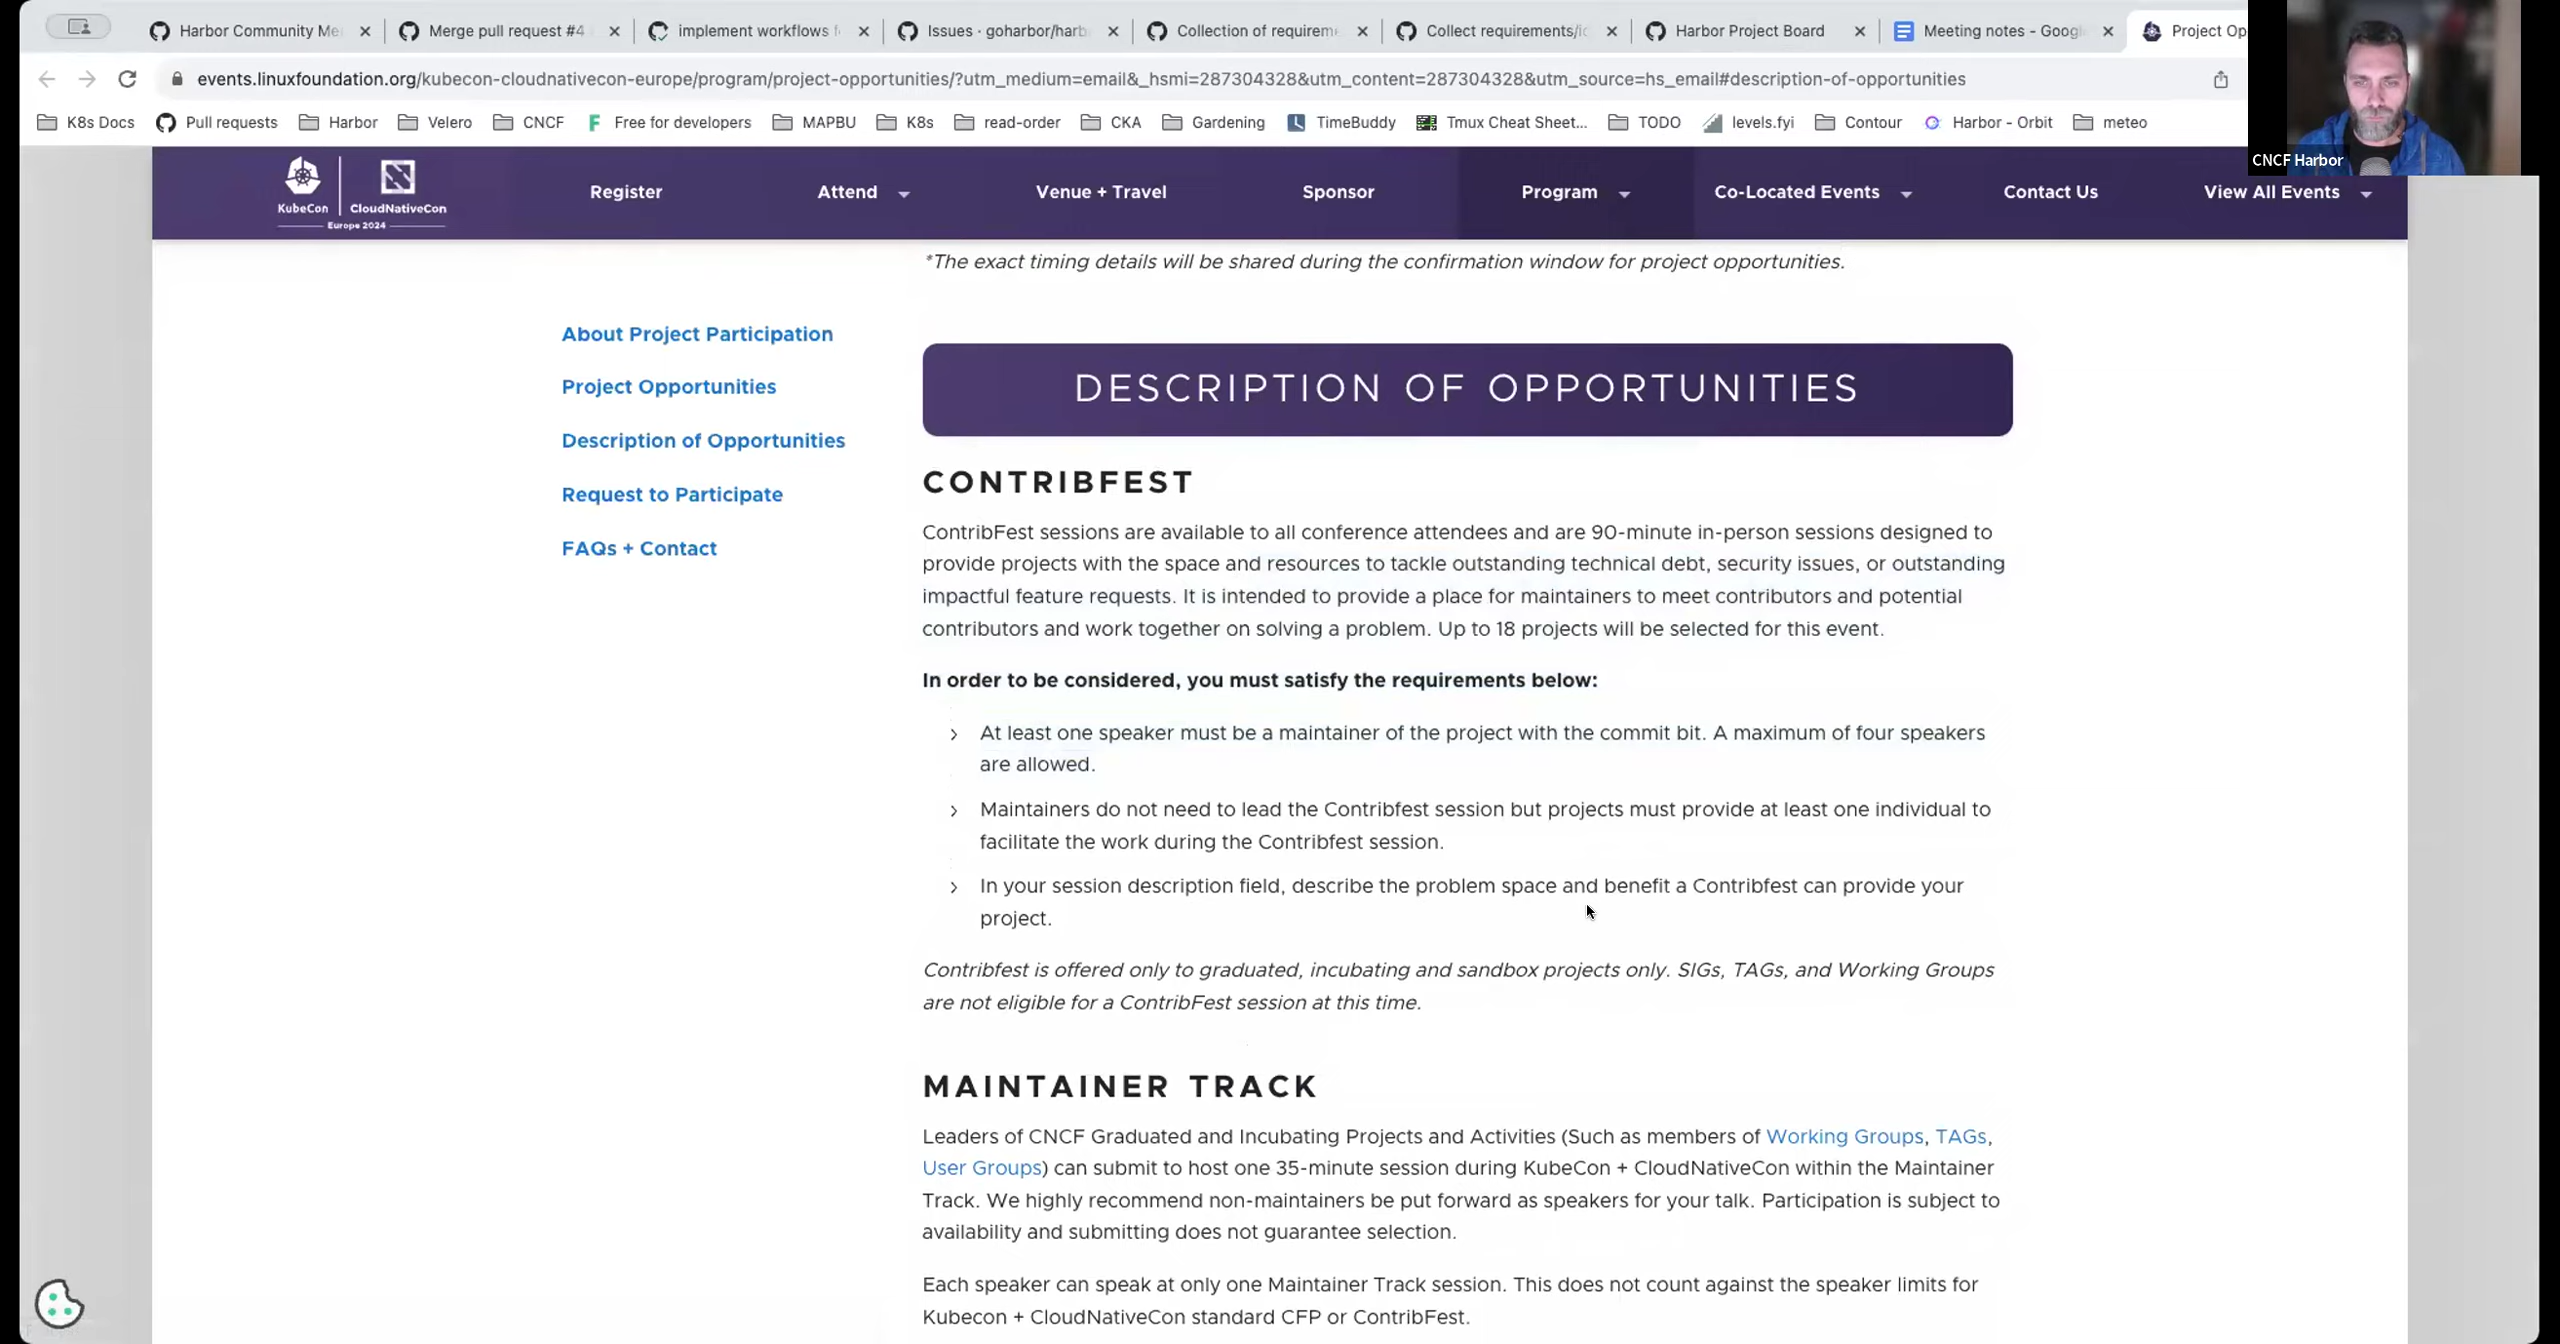 Harbor Community Me
Merge pull request #4
implement workflows f
Issues · goharbor/harb
Collection of requirem
Collect requirements/ic
Harbor Project Board
Meeting notes - Googl
Project Op
events.linuxfoundation.org/kubecon-cloudnativecon-europe/program/project-opportunities/?utm_medium=email&_hsmi=287304328&utm_content=287304328&utm_source=hs_email#description-of-opportunities
K8s Docs
Pull requests
Harbor
Velero
CNCF
Free for developers
MAPBU
K8s
read-order
CKA
Gardening
TimeBuddy
Tmux Cheat Sheet...
TODO
levels.fyi
Contour
Harbor - Orbit
meteo
CNCF Harbor
KubeCon
CloudNativeCon
Europe 2024
Register
Attend
Venue + Travel
Sponsor
Program
Co-Located Events
Contact Us
View All Events
*The exact timing details will be shared during the confirmation window for project opportunities.
About Project Participation
Project Opportunities
Description of Opportunities
Request to Participate
FAQs + Contact
DESCRIPTION OF OPPORTUNITIES
CONTRIBFEST
ContribFest sessions are available to all conference attendees and are 90-minute in-person sessions designed to
provide projects with the space and resources to tackle outstanding technical debt, security issues, or outstanding
impactful feature requests. It is intended to provide a place for maintainers to meet contributors and potential
contributors and work together on solving a problem. Up to 18 projects will be selected for this event.
In order to be considered, you must satisfy the requirements below:
At least one speaker must be a maintainer of the project with the commit bit. A maximum of four speakers
are allowed.
Maintainers do not need to lead the Contribfest session but projects must provide at least one individual to
facilitate the work during the Contribfest session.
In your session description field, describe the problem space and benefit a Contribfest can provide your
project.
Contribfest is offered only to graduated, incubating and sandbox projects only. SIGs, TAGs, and Working Groups
are not eligible for a ContribFest session at this time.
MAINTAINER TRACK
Leaders of CNCF Graduated and Incubating Projects and Activities (Such as members of Working Groups, TAGs,
User Groups) can submit to host one 35-minute session during KubeCon + CloudNativeCon within the Maintainer
Track. We highly recommend non-maintainers be put forward as speakers for your talk. Participation is subject to
availability and submitting does not guarantee selection.
Each speaker can speak at only one Maintainer Track session. This does not count against the speaker limits for
Kubecon + CloudNativeCon standard CFP or ContribFest.